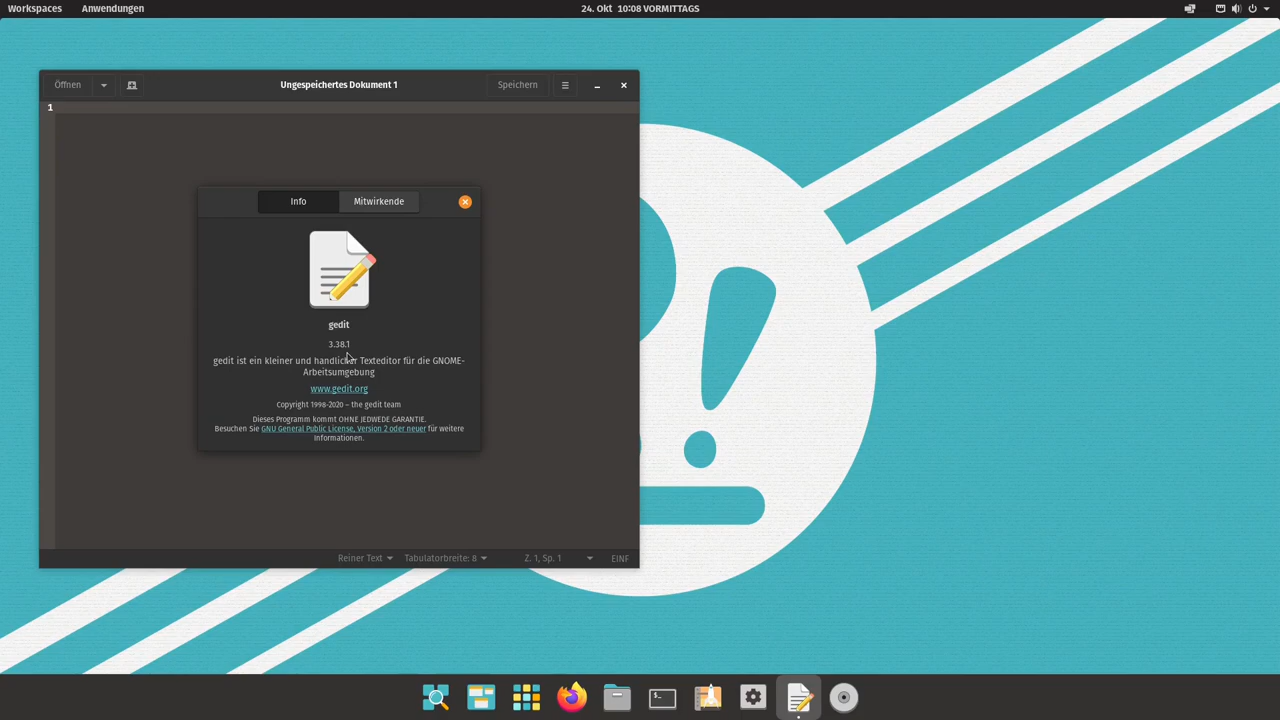 Workspaces Anwendungen 24. Okt 10:08 VORMITTAGS
Öffnen Ungespeichertes Dokument 1 Speichern
1
Info Mitwirkende
gedit
3.38.1
gedit ist ein kleiner und handlicher Texteditor für die GNOME-
Arbeitsumgebung
www.gedit.org
Copyright 1998-2020 – the gedit team
Dieses Programm kommt OHNE JEDWEDE GARANTIE.
Besuchen Sie GNU General Public License, Version 2 oder neuer für weitere
Informationen.
Reiner Text Tabulatorbreite: 8 Z. 1, Sp. 1 EINF